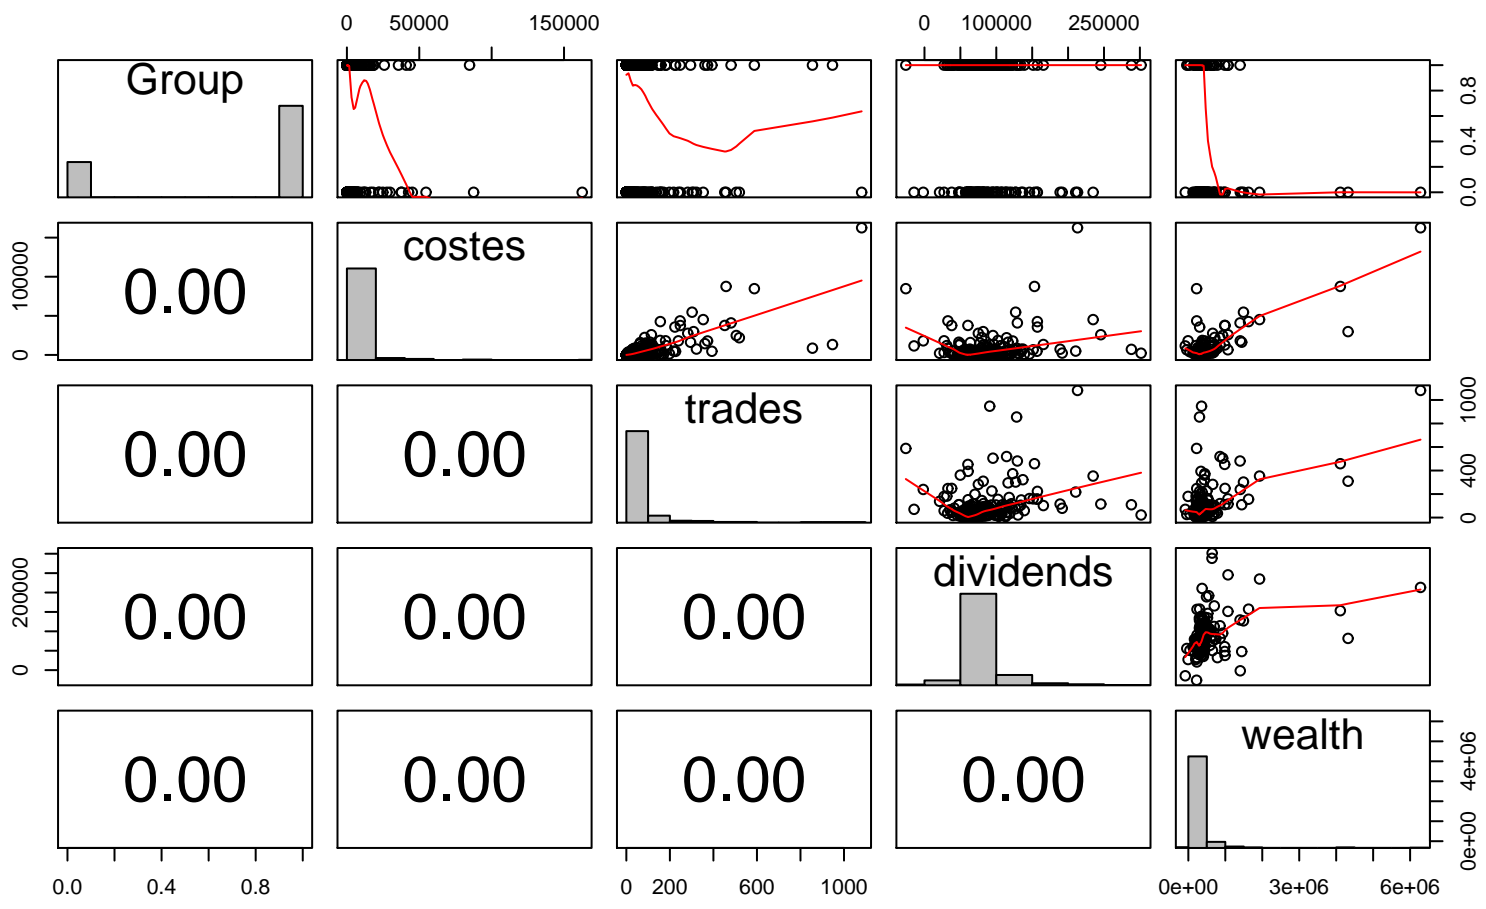 0 50000 150000 0 100000 250000
Group
0.0 0.4 0.8
0.00 costes
0 100000
0.00 0.00 trades
0 400 1000
0.00 0.00 0.00 dividends
0 200000
0.00 0.00 0.00 0.00 wealth
0e+00 4e+06
0.0 0.4 0.8 0 200 600 1000 0e+00 3e+06 6e+06